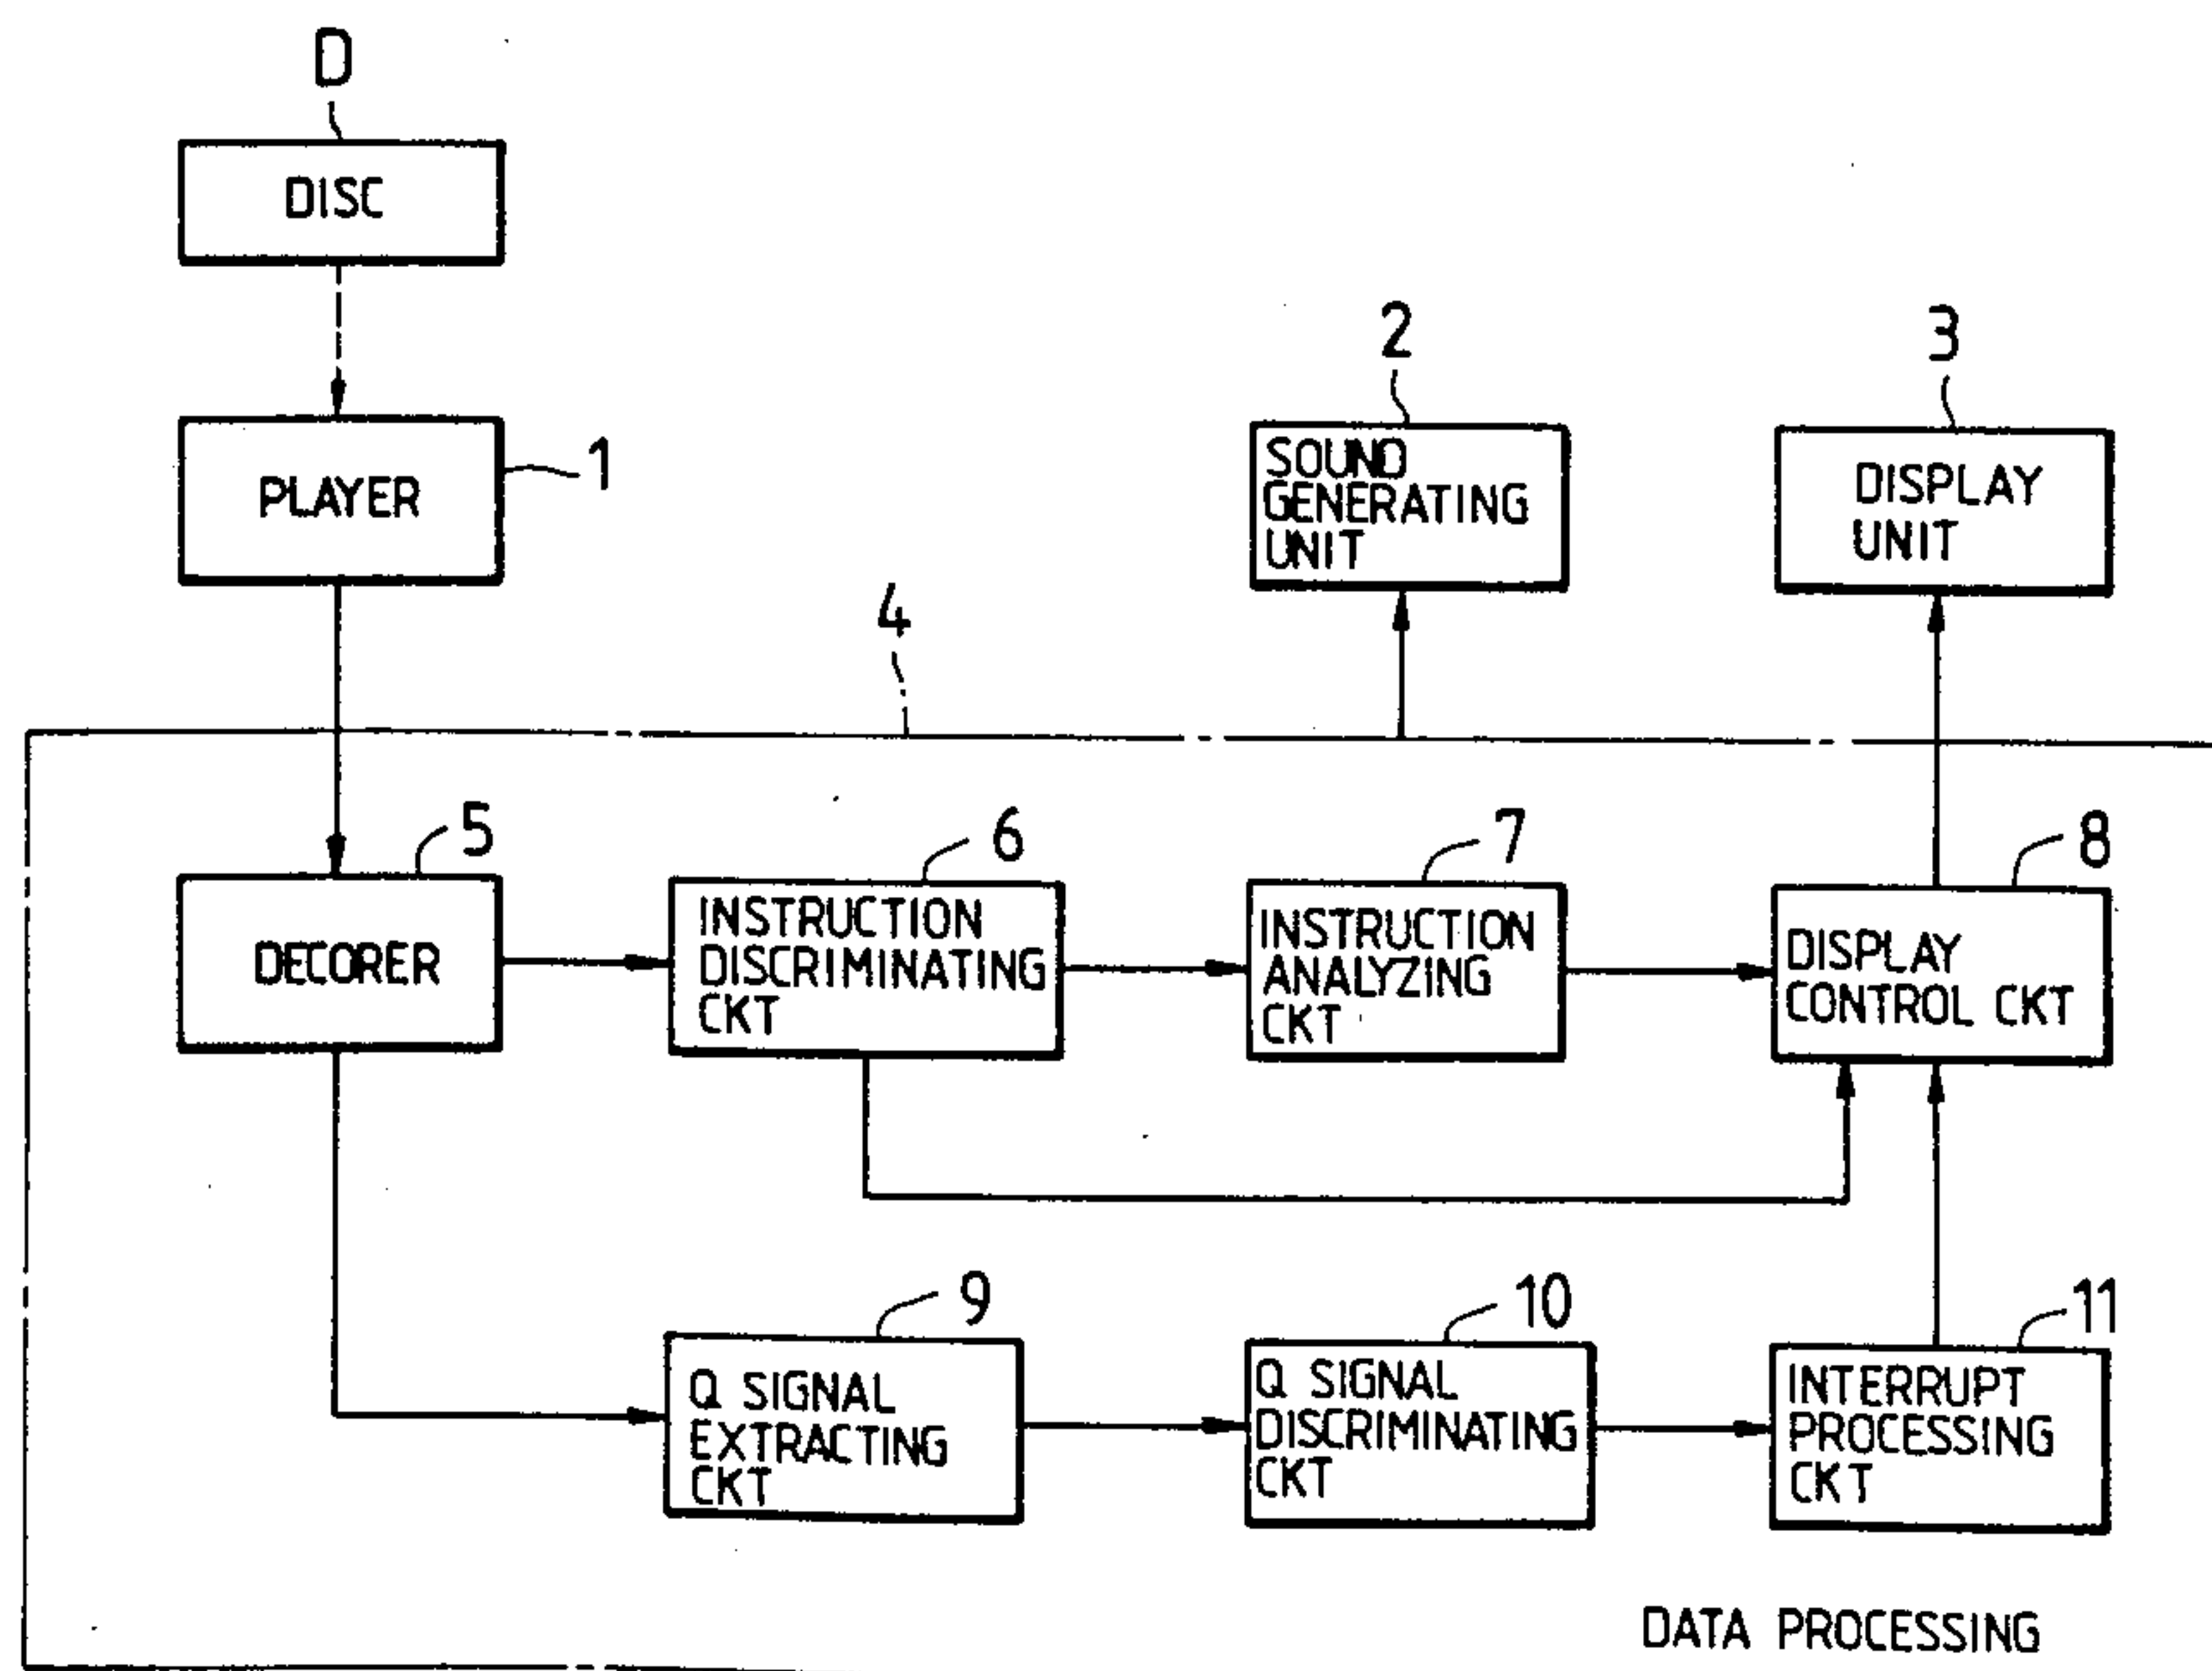 D
DISC
PLAYER
1
2
SOUND
GENERATING
UNIT
3
DISPLAY
UNIT
4
5
DECORER
6
INSTRUCTION
DISCRIMINATING
CKT
7
INSTRUCTION
ANALYZING
CKT
8
DISPLAY
CONTROL CKT
9
Q SIGNAL
EXTRACTING
CKT
10
Q SIGNAL
DISCRIMINATING
CKT
11
INTERRUPT
PROCESSING
CKT
DATA PROCESSING